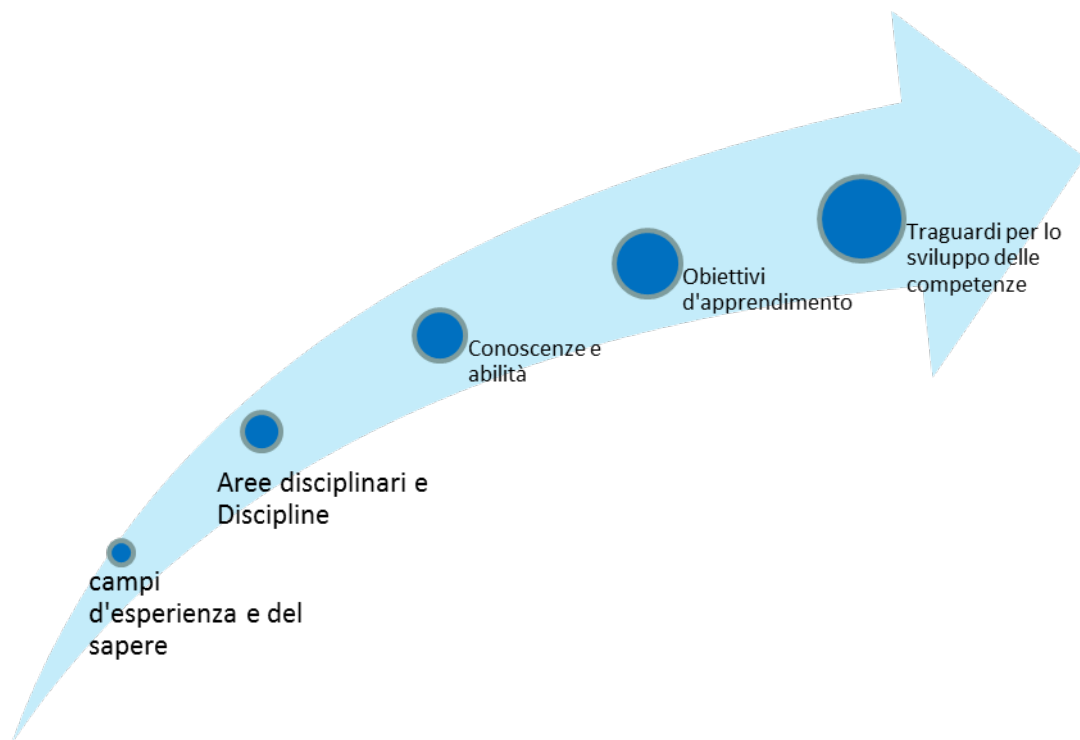 Traguardi per lo
sviluppo delle
competenze
Obiettivi
d'apprendimento
Conoscenze e
abilità
Aree disciplinari e
Discipline
campi
d'esperienza e del
sapere